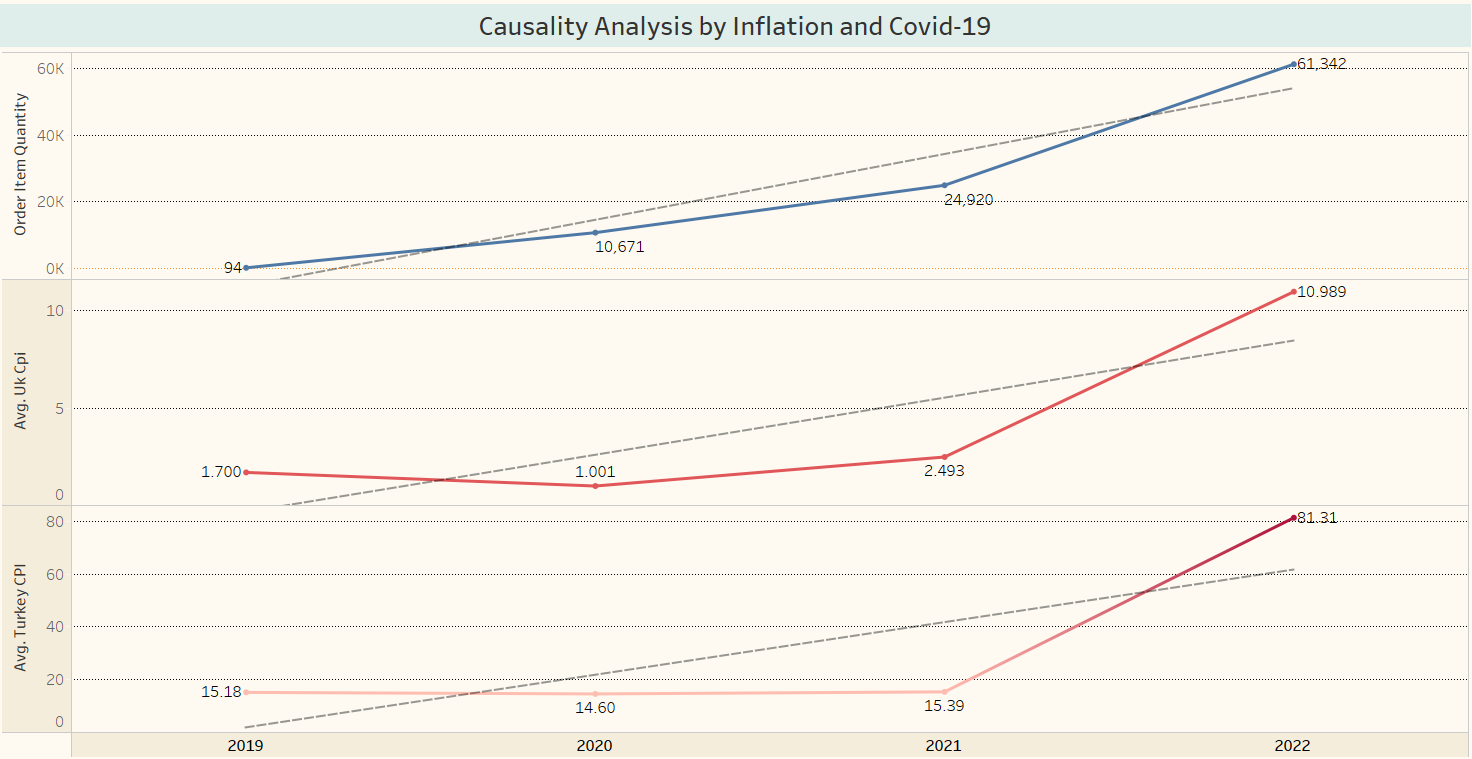 Causality Analysis by Inflation and Covid-19
Order Item Quantity
60K
40K
20K
0K
94
10,671
24,920
61,342
Avg. Uk Cpi
10
5
0
1.700
1.001
2.493
10.989
Avg. Turkey CPI
80
60
40
20
0
15.18
14.60
15.39
81.31
2019 2020 2021 2022